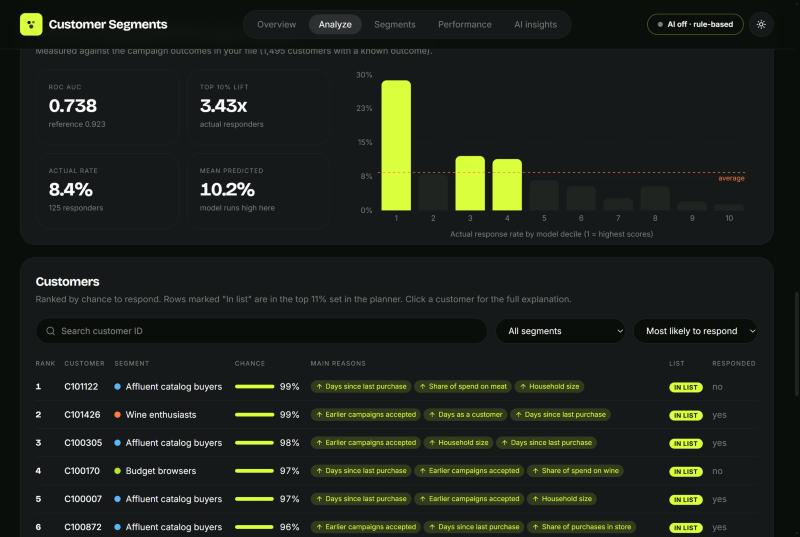 Customer Segments
Overview Analyze Segments Performance AI insights
AI off · rule-based
Measured against the campaign outcomes in your file (1,495 customers with a known outcome).
ROC AUC
0.738
reference 0.923
TOP 10% LIFT
3.43x
actual responders
ACTUAL RATE
8.4%
125 responders
MEAN PREDICTED
10.2%
model runs high here
30%
23%
15%
8%
0%
average
1 2 3 4 5 6 7 8 9 10
Actual response rate by model decile (1 = highest scores)
Customers
Ranked by chance to respond. Rows marked "In list" are in the top 11% set in the planner. Click a customer for the full explanation.
Search customer ID
All segments
Most likely to respond
RANK CUSTOMER SEGMENT CHANCE MAIN REASONS LIST RESPONDED
1 C101122 Affluent catalog buyers 99% ↑ Days since last purchase ↑ Share of spend on meat ↑ Household size IN LIST no
2 C101426 Wine enthusiasts 99% ↑ Earlier campaigns accepted ↑ Days as a customer ↑ Days since last purchase IN LIST yes
3 C100305 Affluent catalog buyers 98% ↑ Earlier campaigns accepted ↑ Household size ↑ Days since last purchase IN LIST yes
4 C100170 Budget browsers 97% ↑ Days since last purchase ↑ Earlier campaigns accepted ↑ Share of spend on wine IN LIST no
5 C100007 Affluent catalog buyers 97% ↑ Days since last purchase ↑ Earlier campaigns accepted ↑ Household size IN LIST yes
6 C100872 Affluent catalog buyers 96% ↑ Earlier campaigns accepted ↑ Days since last purchase ↑ Share of purchases in store IN LIST yes